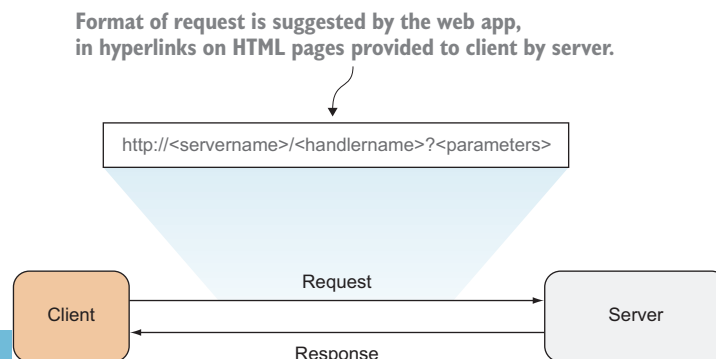 Format of request is suggested by the web app,
in hyperlinks on HTML pages provided to client by server.
http://<servername>/<handlername>?<parameters>
Request
Client
Server
Response